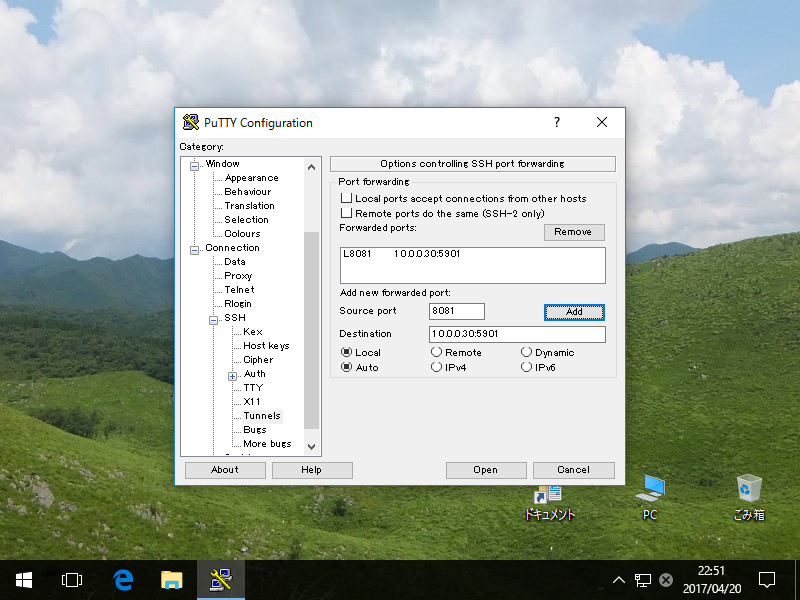 PuTTY Configuration
?
Category:
Window
Appearance
Behaviour
Translation
Selection
Colours
Connection
Data
Proxy
Telnet
Rlogin
SSH
Kex
Host keys
Cipher
Auth
TTY
X11
Tunnels
Bugs
More bugs
Options controlling SSH port forwarding
Port forwarding
Local ports accept connections from other hosts
Remote ports do the same (SSH-2 only)
Forwarded ports:
Remove
L8081 10.0.0.30:5901
Add new forwarded port:
Source port 8081 Add
Destination 10.0.0.30:5901
Local Remote Dynamic
Auto IPv4 IPv6
About Help Open Cancel
ドキュメント PC ごみ箱
22:51
2017/04/20